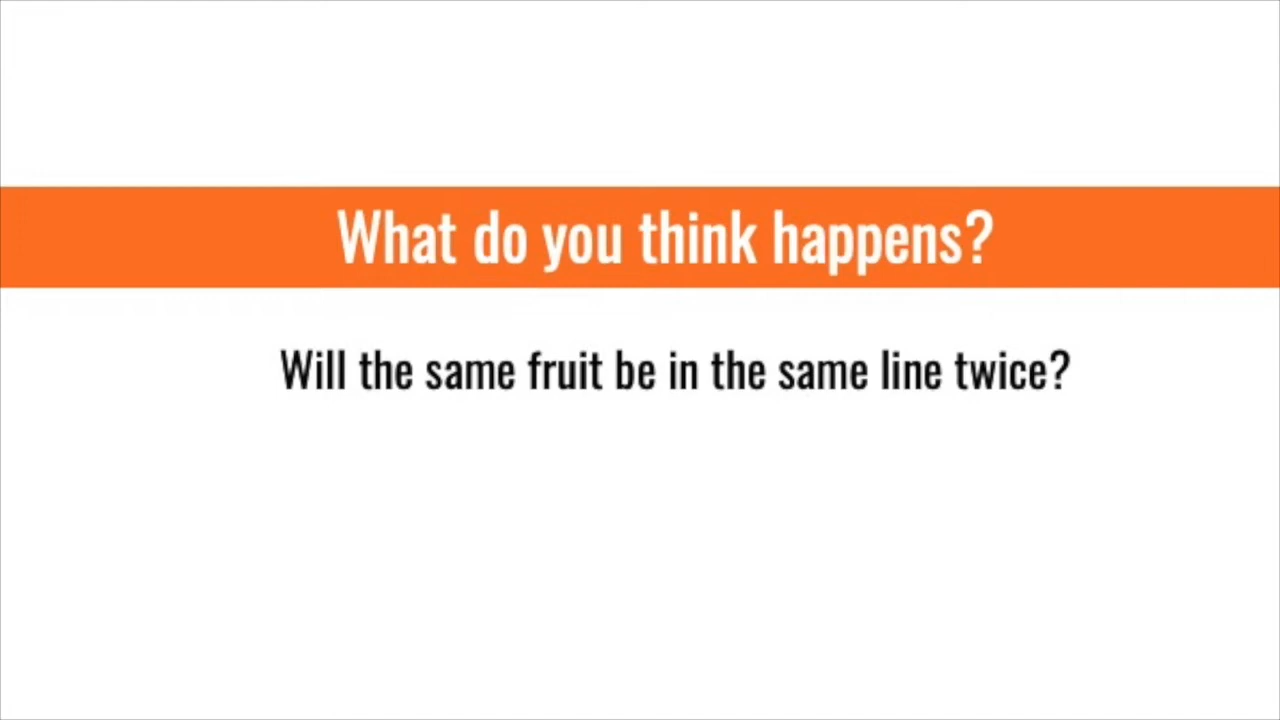 What do you think happens?
Will the same fruit be in the same line twice?